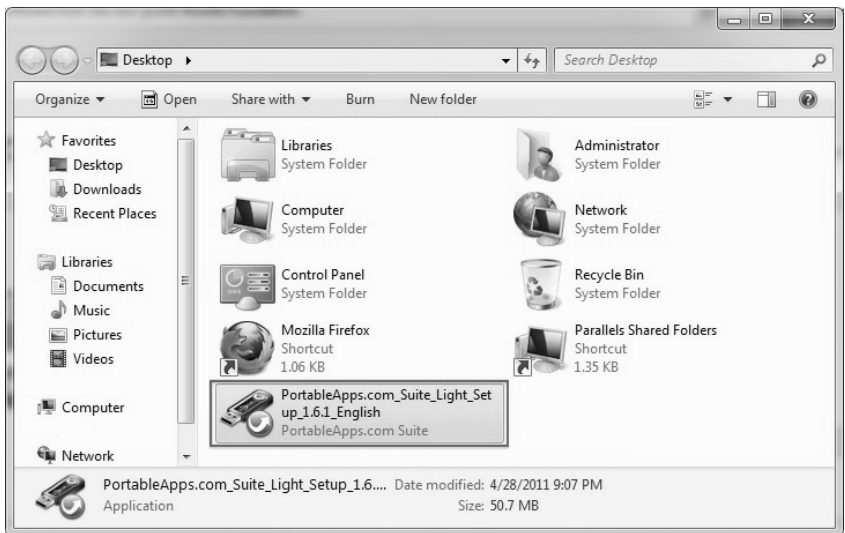 Desktop
Search Desktop
Organize Open Share with Burn New folder
Favorites
Desktop
Downloads
Recent Places
Libraries
Documents
Music
Pictures
Videos
Computer
Network
Libraries
System Folder
Administrator
System Folder
Computer
System Folder
Network
System Folder
Control Panel
System Folder
Recycle Bin
System Folder
Mozilla Firefox
Shortcut
1.06 KB
Parallels Shared Folders
Shortcut
1.35 KB
PortableApps.com_Suite_Light_Set
up_1.6.1_English
PortableApps.com Suite
PortableApps.com_Suite_Light_Setup_1.6.... Date modified: 4/28/2011 9:07 PM
Application Size: 50.7 MB